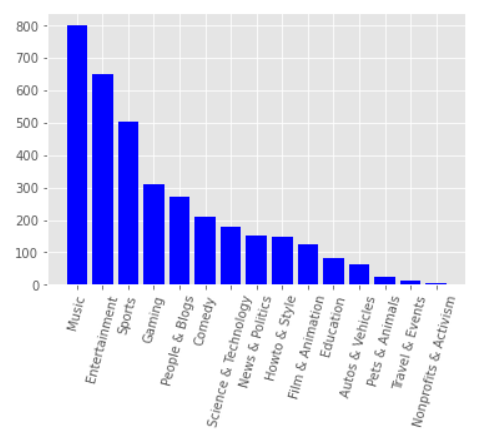 800
700
600
500
400
300
200
100
0
Music
Entertainment
Sports
Gaming
People & Blogs
Comedy
Science & Technology
News & Politics
Howto & Style
Film & Animation
Education
Autos & Vehicles
Pets & Animals
Travel & Events
Nonprofits & Activism